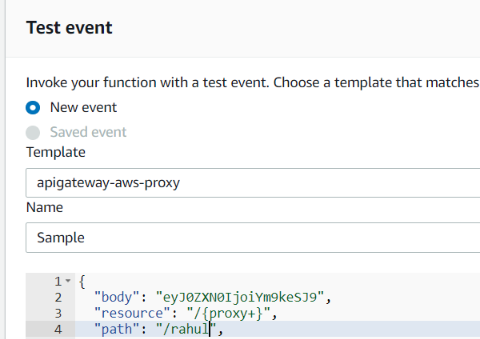 Test event
Invoke your function with a test event. Choose a template that matches
New event
Saved event
Template
apigateway-aws-proxy
Name
Sample
1 {
2 "body": "eyJ0ZXN0IjoiYm9keSJ9",
3 "resource": "/{proxy+}",
4 "path": "/rahul",